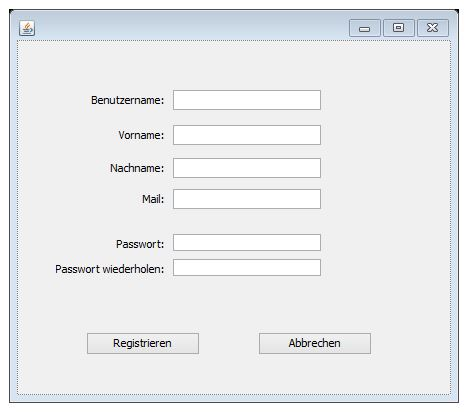 Benutzername:
Vorname:
Nachname:
Mail:
Passwort:
Passwort wiederholen:
Registrieren
Abbrechen